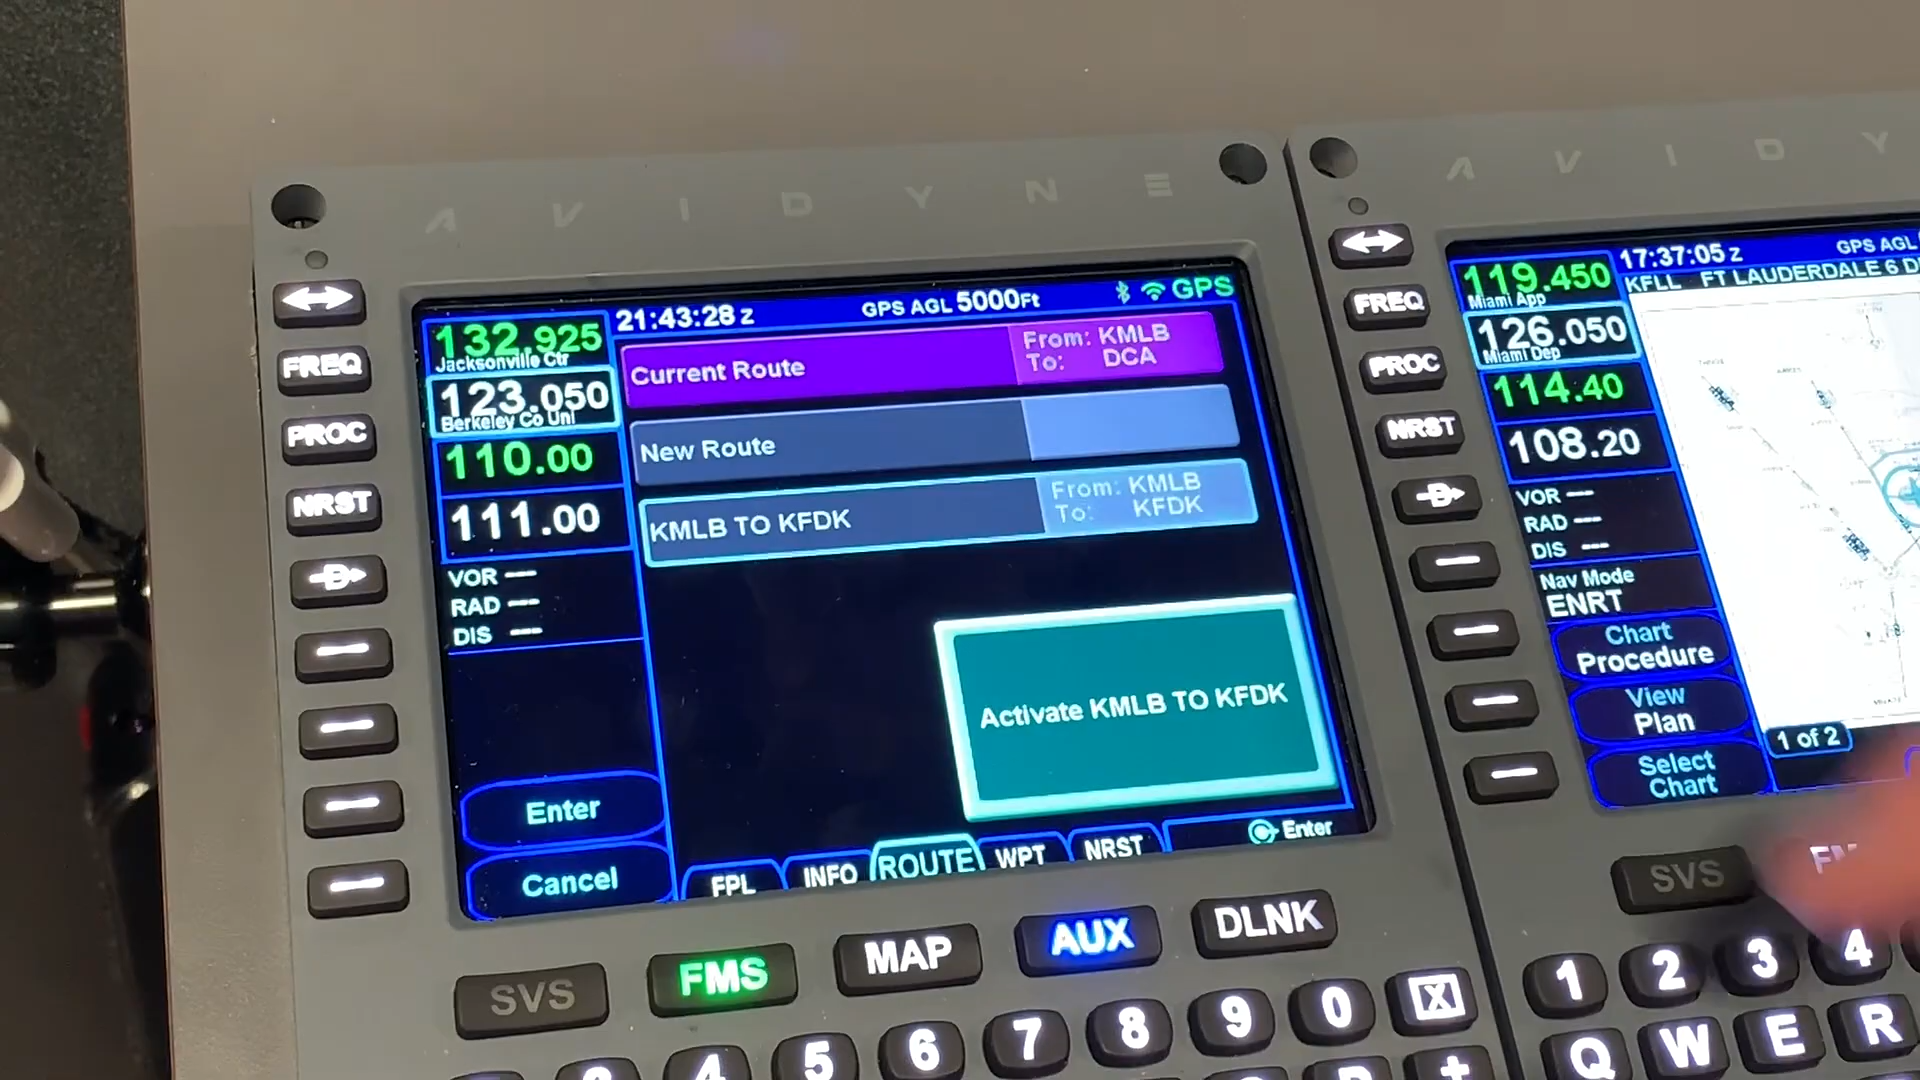 AVIDYNE
FREQ
PROC
NRST
132.925
Jacksonville Ctr
123.050
Berkeley Co Uni
110.00
111.00
VOR ---
RAD ---
DIS ---
Enter
Cancel
21:43:28 Z
GPS AGL 5000Ft
GPS
Current Route
From: KMLB
To: DCA
New Route
KMLB TO KFDK
From: KMLB
To: KFDK
Activate KMLB TO KFDK
Enter
FPL
INFO
ROUTE
WPT
NRST
SVS
FMS
MAP
AUX
DLNK
4
5
6
7
8
9
0
X
+
AVIDY
FREQ
PROC
NRST
119.450
Miami App
126.050
Miami Dep
114.40
108.20
VOR ---
RAD ---
DIS ---
Nav Mode
ENRT
Chart
Procedure
View
Plan
Select
Chart
17:37:05 Z
GPS AGL
KFLL FT LAUDERDALE 6 D
1 of 2
SVS
1
2
3
4
Q
W
E
R